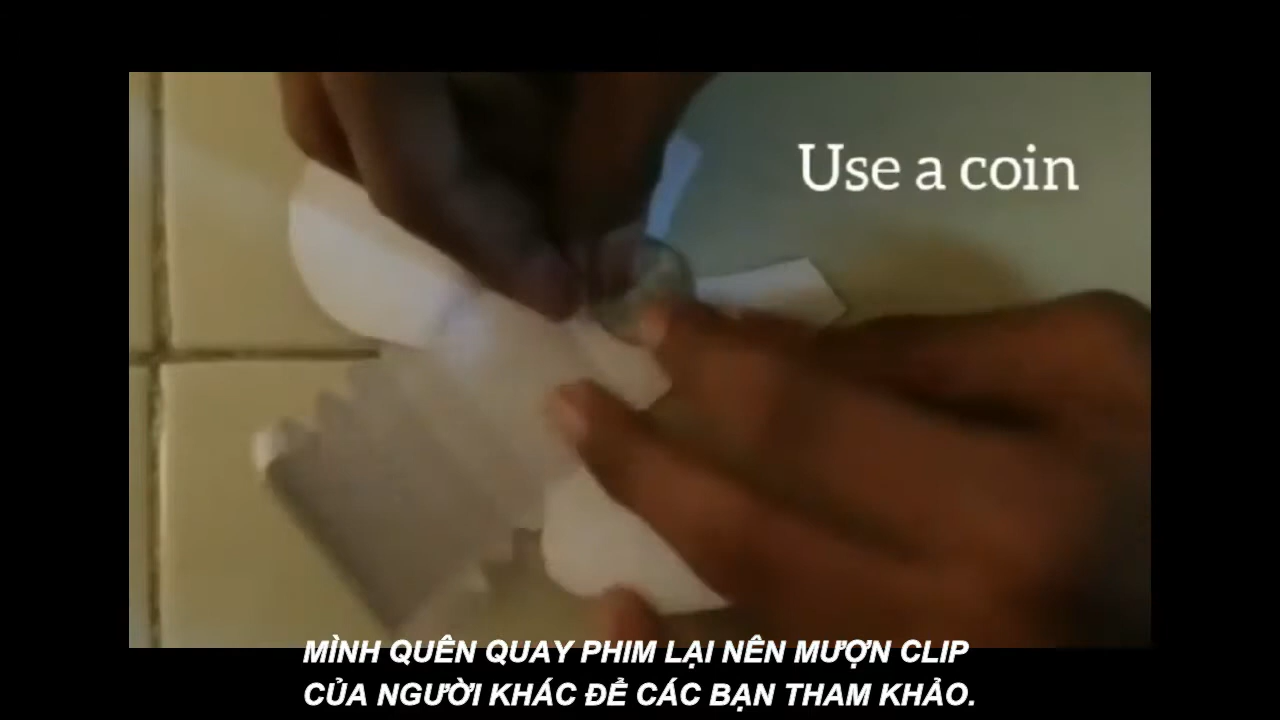 Use a coin
MÌNH QUÊN QUAY PHIM LẠI NÊN MƯỢN CLIP
CỦA NGƯỜI KHÁC ĐỂ CÁC BẠN THAM KHẢO.